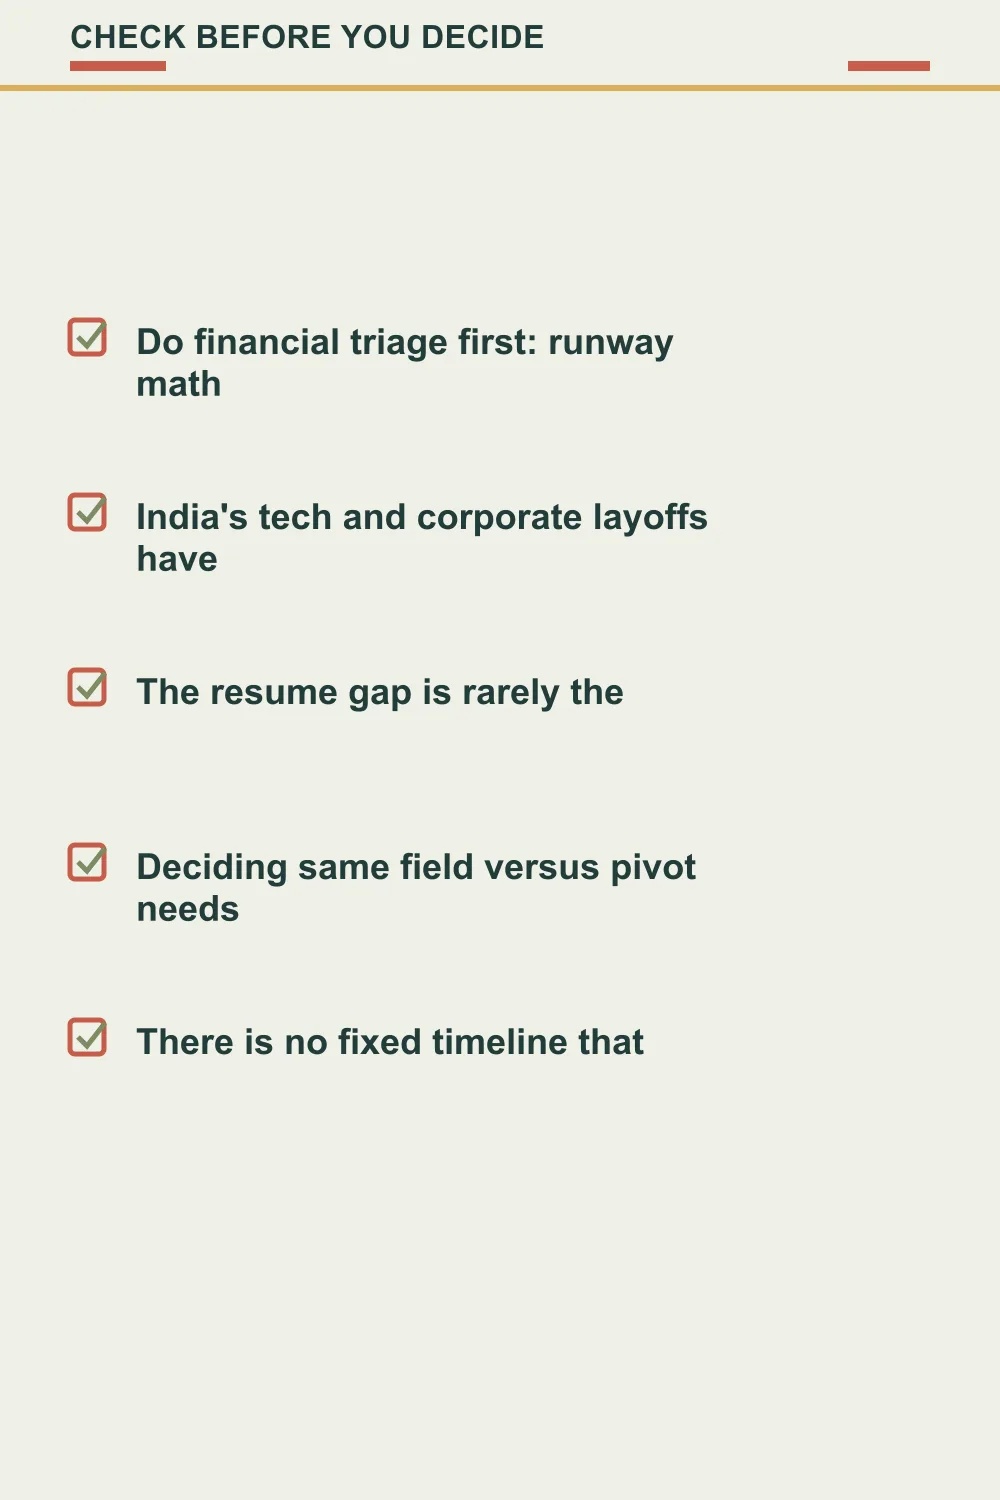 CHECK BEFORE YOU DECIDE
Do financial triage first: runway
math
India's tech and corporate layoffs
have
The resume gap is rarely the
Deciding same field versus pivot
needs
There is no fixed timeline that